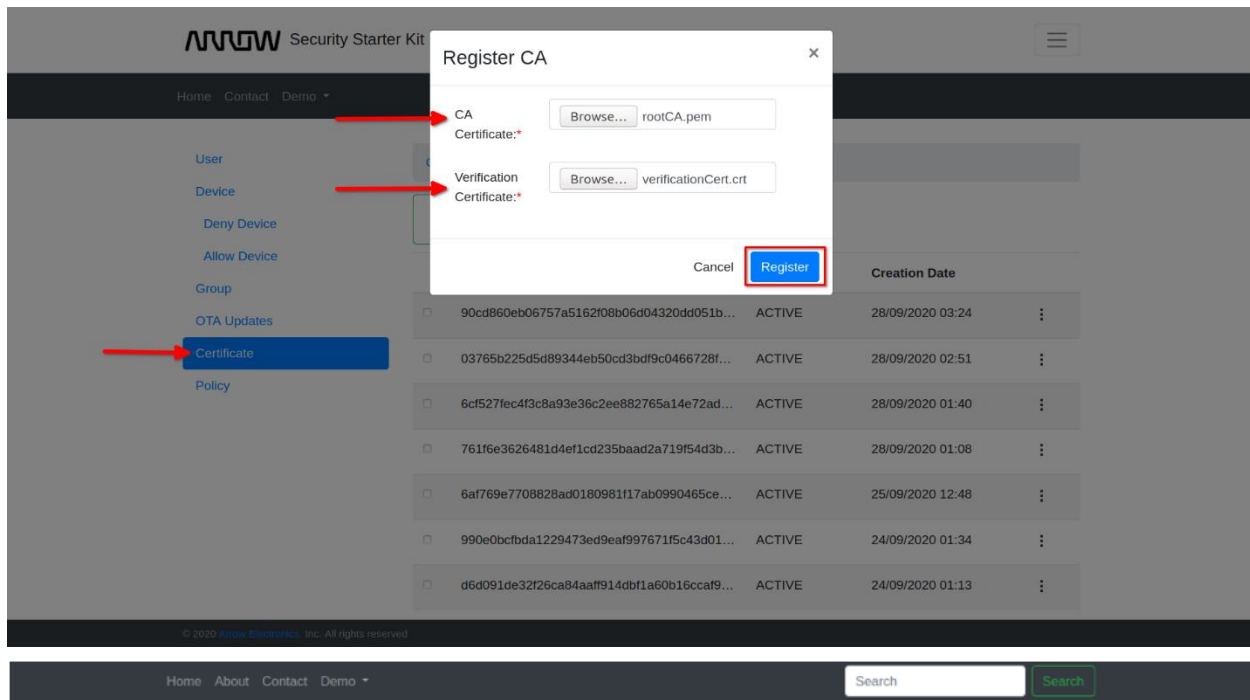 ARROW Security Starter Kit
Register CA ×
Home Contact Demo
CA
Certificate:*
Browse... rootCA.pem
Verification
Certificate:*
Browse... verificationCert.crt
Cancel Register
User
Device
Deny Device
Allow Device
Group
OTA Updates
Certificate
Policy
Creation Date
90cd860eb06757a5162f08b06d04320dd051b... ACTIVE 28/09/2020 03:24
03765b225d5d89344eb50cd3bdf9c0466728f... ACTIVE 28/09/2020 02:51
6cf527fec4f3c8a93e36c2ee882765a14e72ad... ACTIVE 28/09/2020 01:40
761f6e3626481d4ef1cd235baad2a719f54d3b... ACTIVE 28/09/2020 01:08
6af769e7708828ad0180981f17ab0990465ce... ACTIVE 25/09/2020 12:48
990e0bcfbda1229473ed9eaf997671f5c43d01... ACTIVE 24/09/2020 01:34
d6d091de32f26ca84aaff914dbf1a60b16ccaf9... ACTIVE 24/09/2020 01:13
© 2020 Arrow Electronics, Inc. All rights reserved
Home About Contact Demo Search Search